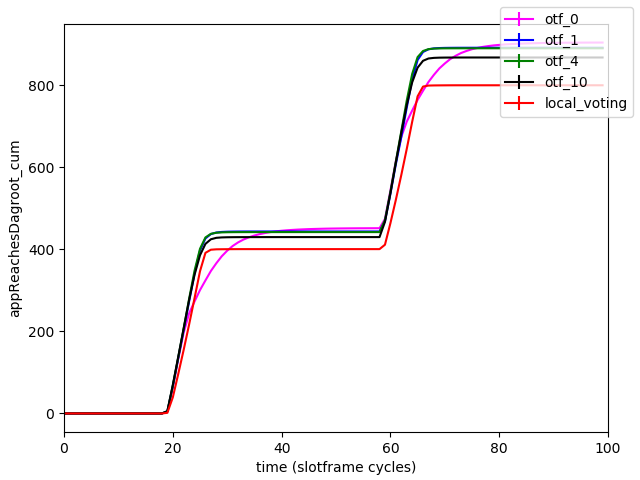 otf_0
otf_1
otf_4
otf_10
local_voting
appReachesDagroot_cum
800
600
400
200
0
0 20 40 60 80 100
time (slotframe cycles)